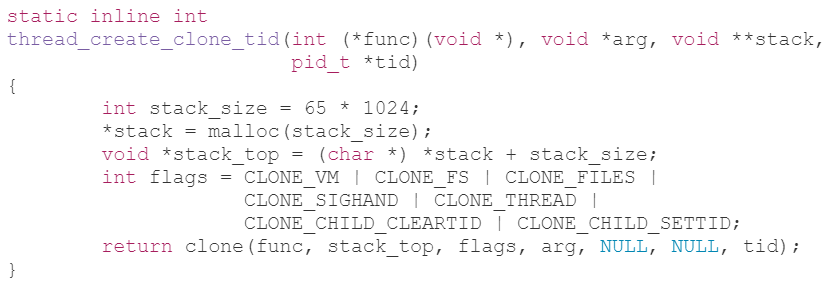 static inline int
thread_create_clone_tid(int (*func)(void *), void *arg, void **stack,
                        pid_t *tid)
{
        int stack_size = 65 * 1024;
        *stack = malloc(stack_size);
        void *stack_top = (char *) *stack + stack_size;
        int flags = CLONE_VM | CLONE_FS | CLONE_FILES |
                    CLONE_SIGHAND | CLONE_THREAD |
                    CLONE_CHILD_CLEARTID | CLONE_CHILD_SETTID;
        return clone(func, stack_top, flags, arg, NULL, NULL, tid);
}